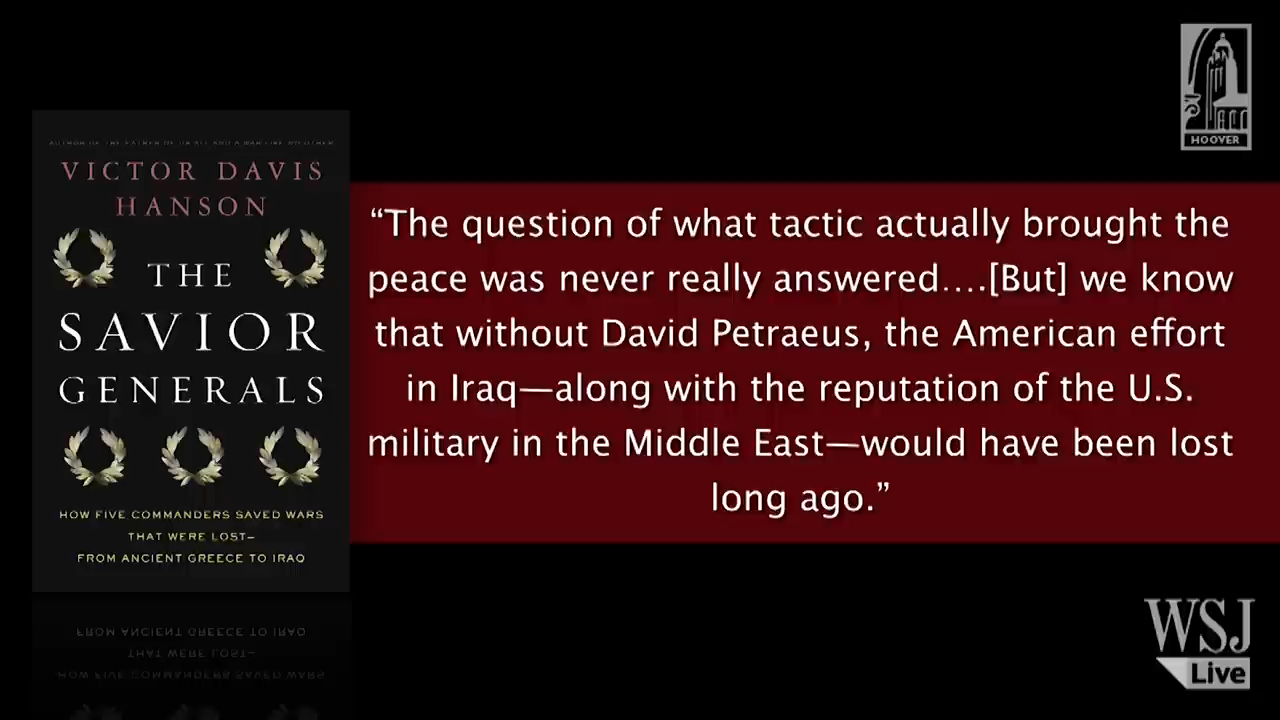 HOOVER
VICTOR DAVIS
HANSON
THE
SAVIOR
GENERALS
HOW FIVE COMMANDERS SAVED WARS
THAT WERE LOST—
FROM ANCIENT GREECE TO IRAQ
“The question of what tactic actually brought the
peace was never really answered....[But] we know
that without David Petraeus, the American effort
in Iraq—along with the reputation of the U.S.
military in the Middle East—would have been lost
long ago.”
WSJ
Live